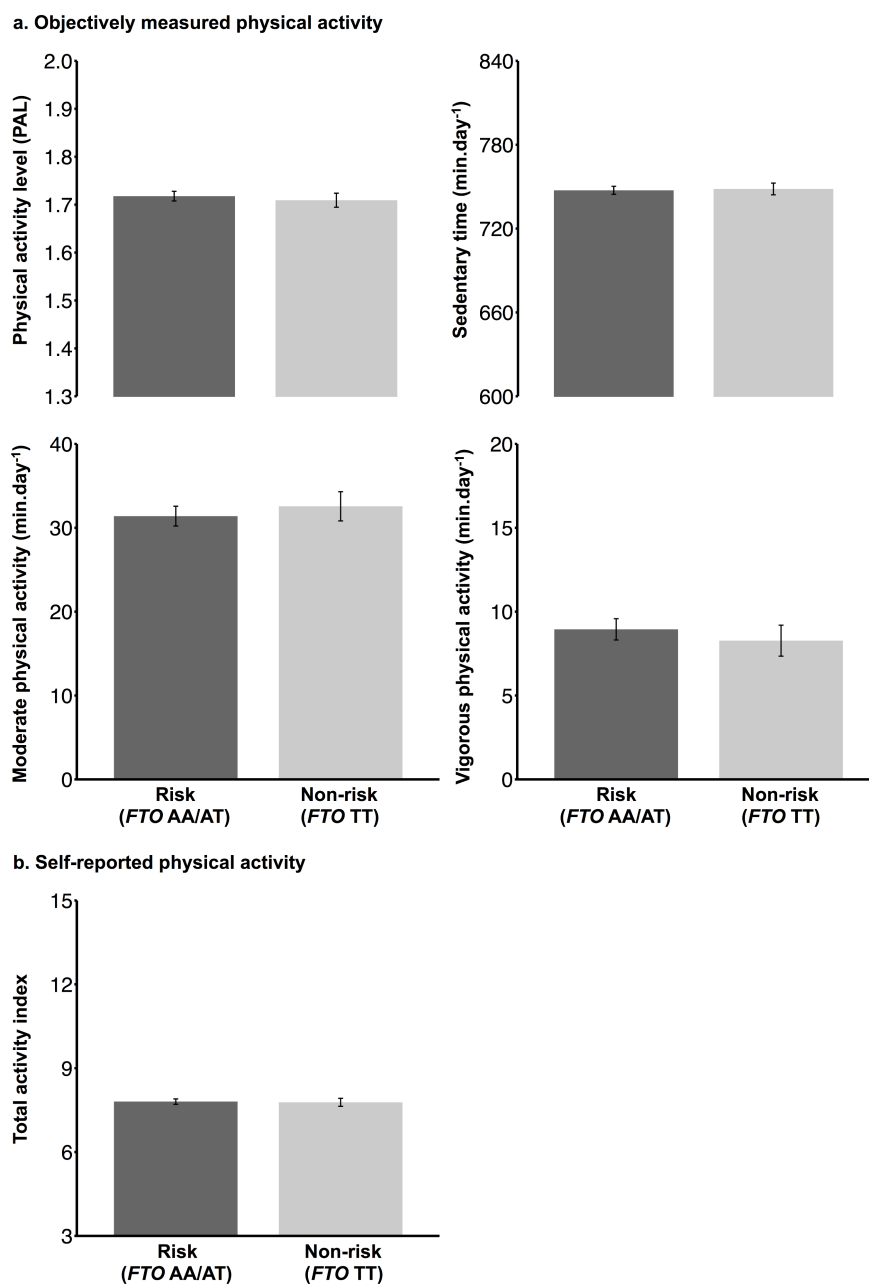 a. Objectively measured physical activity
Physical activity level (PAL)
2.0
1.9
1.8
1.7
1.6
1.5
1.4
1.3
Sedentary time (min.day-1)
840
780
720
660
600
Moderate physical activity (min.day-1)
40
30
20
10
0
Risk
(FTO AA/AT)
Non-risk
(FTO TT)
Vigorous physical activity (min.day-1)
20
15
10
5
0
Risk
(FTO AA/AT)
Non-risk
(FTO TT)
b. Self-reported physical activity
Total activity index
15
12
9
6
3
Risk
(FTO AA/AT)
Non-risk
(FTO TT)